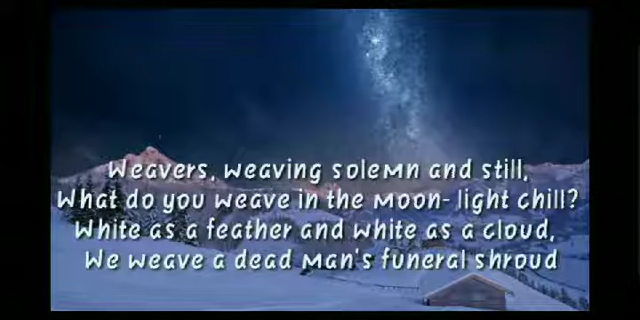 Weavers, weaving solemn and still,
What do you weave in the moon- light chill?
White as a feather and white as a cloud,
We weave a dead man's funeral shroud